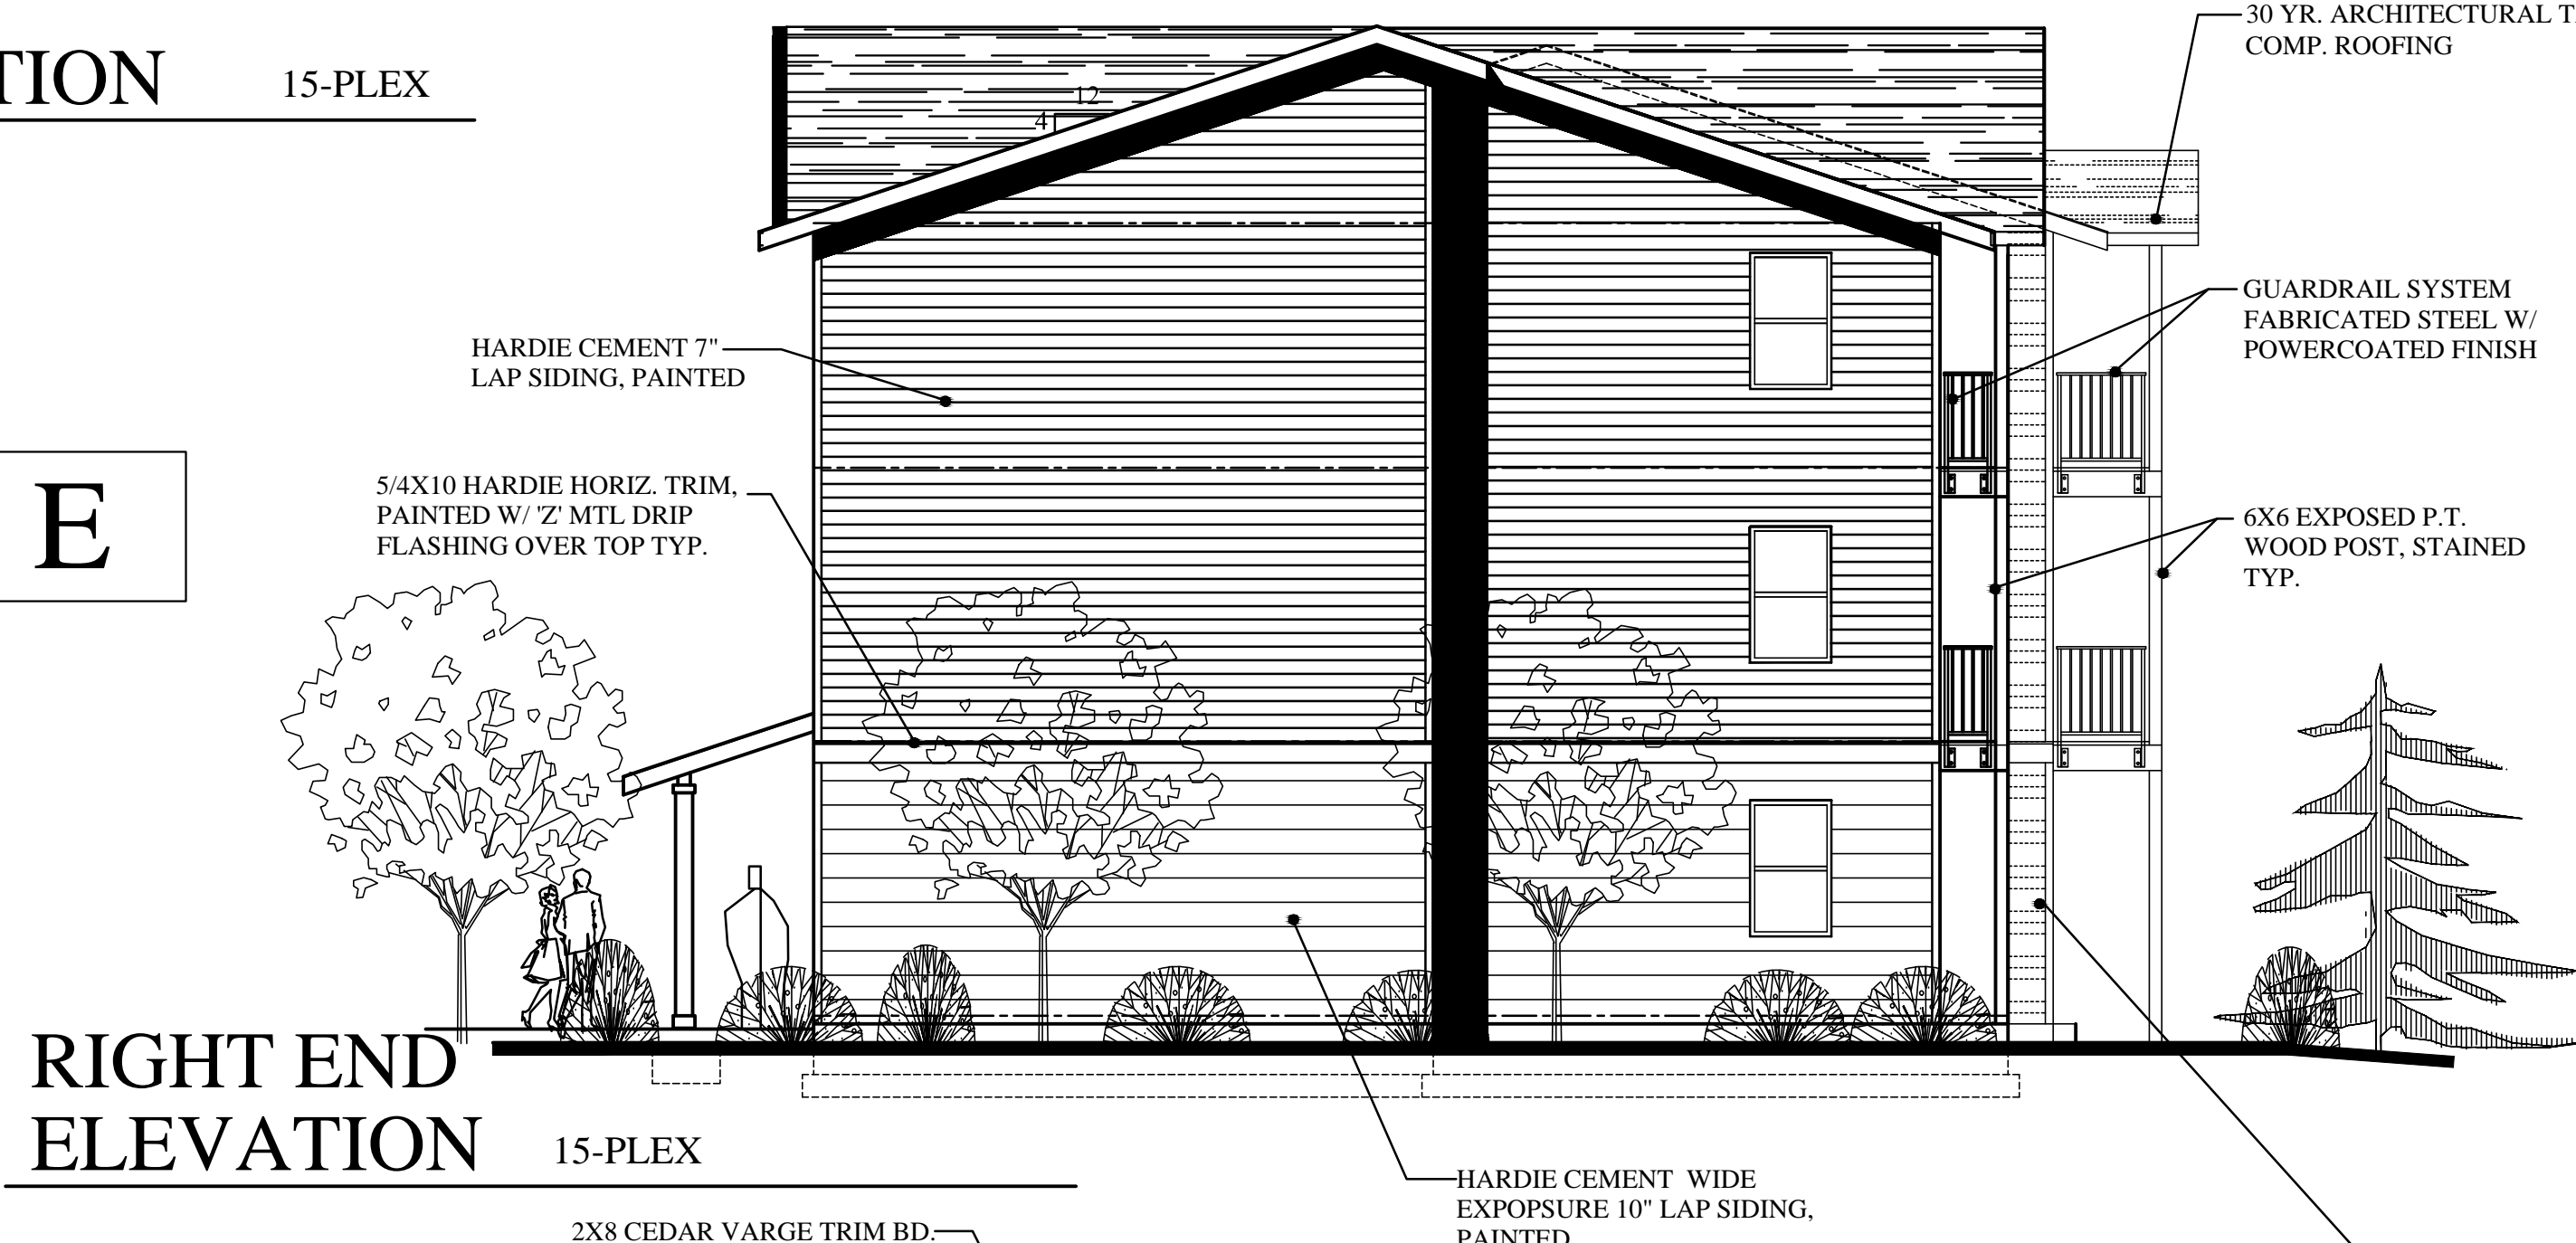 TION 15-PLEX
30 YR. ARCHITECTURAL
COMP. ROOFING
12
4
GUARDRAIL SYSTEM
FABRICATED STEEL W/
POWERCOATED FINISH
HARDIE CEMENT 7"
LAP SIDING, PAINTED
5/4X10 HARDIE HORIZ. TRIM,
PAINTED W/ 'Z' MTL DRIP
FLASHING OVER TOP TYP.
E
6X6 EXPOSED P.T.
WOOD POST, STAINED
TYP.
RIGHT END
ELEVATION 15-PLEX
HARDIE CEMENT WIDE
EXPOPSURE 10" LAP SIDING,
PAINTED
2X8 CEDAR VARGE TRIM BD.